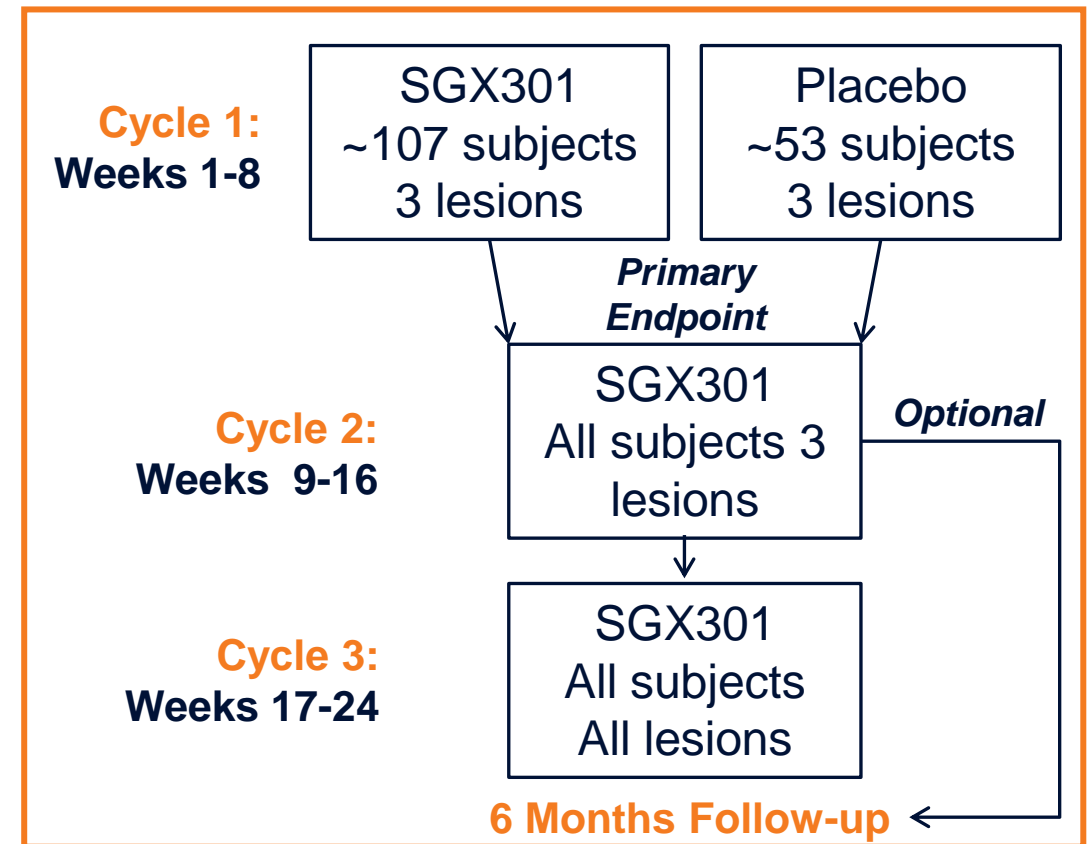 Cycle 1:
Weeks 1-8
SGX301
~107 subjects
3 lesions
Placebo
~53 subjects
3 lesions
Primary
Endpoint
Cycle 2:
Weeks 9-16
SGX301
All subjects 3
lesions
Optional
Cycle 3:
Weeks 17-24
SGX301
All subjects
All lesions
6 Months Follow-up